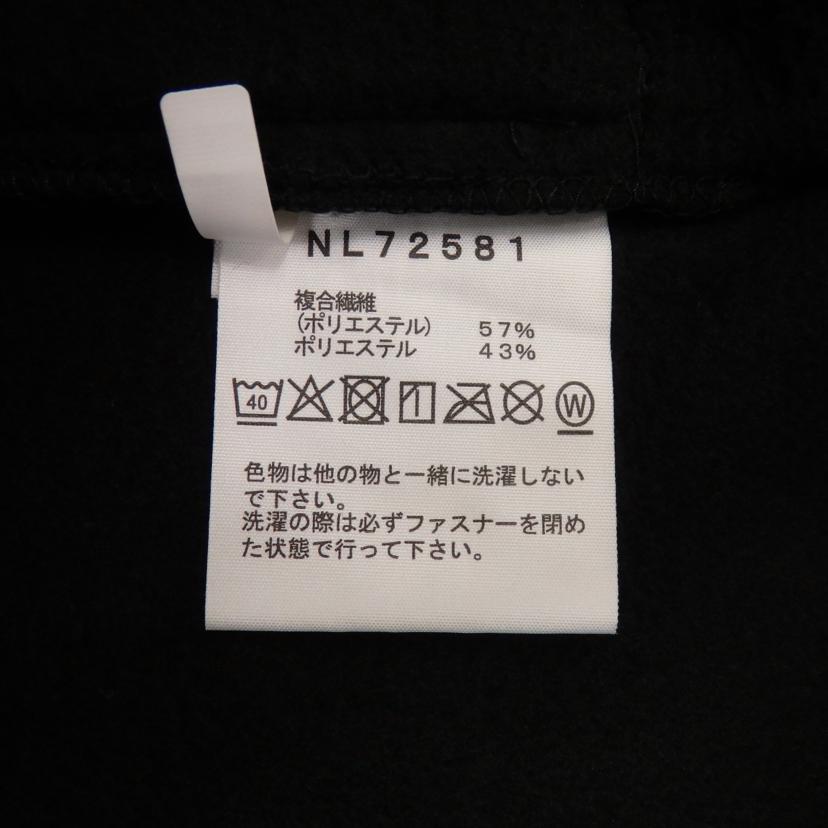 NL72581
複合繊維
(ポリエステル) 57%
ポリエステル 43%
40 W
色物は他の物と一緒に洗濯しない
で下さい。
洗濯の際は必ずファスナーを閉め
た状態で行って下さい。